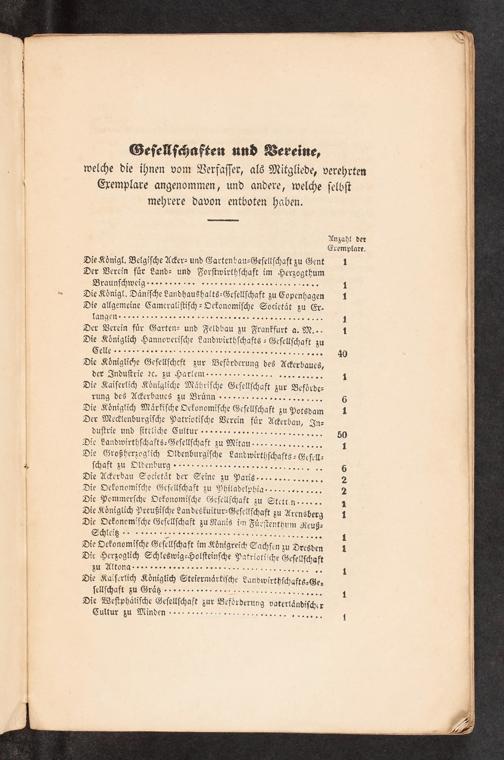 Gesellschaften und Vereine,
welche die ihnen vom Verfasser, als Mitgliede, verehrten
Exemplare angenommen, und andere, welche selbst
mehrere davon entboten haben.
Anzahl der
Exemplare.
Die Königl. Belgische Acker- und Gartenbau-Gesellschaft zu Gent 1
Der Verein für Land- und Forstwirthschaft im Herzogthum
Braunschweig 1
Die Königl. Dänische Landhaushalts-Gesellschaft zu Copenhagen 1
Die allgemeine Cameralistisch-Oekonomische Societät zu Er-
langen 1
Der Verein für Garten- und Feldbau zu Frankfurt a. M. 1
Die Königlich Hannoverische Landwirthschafts-Gesellschaft zu
Celle 40
Die Königliche Gesellschaft zur Beförderung des Ackerbaues,
der Industrie ꝛc. zu Harlem 1
Die Kaiserlich Königliche Mährische Gesellschaft zur Beförde-
rung des Ackerbaues zu Brünn 6
Die Königlich Märkische Oekonomische Gesellschaft zu Potsdam 1
Der Mecklenburgische Patriotische Verein für Ackerbau, In-
dustrie und sittliche Cultur 50
Die Landwirthschafts-Gesellschaft zu Mitau 1
Die Großherzoglich Oldenburgische Landwirthschafts-Gesell-
schaft zu Oldenburg 6
Die Ackerbau Societät der Seine zu Paris 2
Die Oekonomische Gesellschaft zu Philadelphia 2
Die Pommersche Oekonomische Gesellschaft zu Stettin 1
Die Königlich Preußische Landeskultur-Gesellschaft zu Arensberg 1
Die Oekonomische Gesellschaft zu Ranis im Fürstenthum Reuß-
Schleiz 1
Die Oekonomische Gesellschaft im Königreich Sachsen zu Dresden 1
Die Herzoglich Schleswig-Holsteinsche Patriotische Gesellschaft
zu Altona 1
Die Kaiserlich Königlich Steiermärkische Landwirthschafts-Ge-
sellschaft zu Grätz 1
Die Westphälische Gesellschaft zur Beförderung vaterländischer
Cultur zu Minden 1